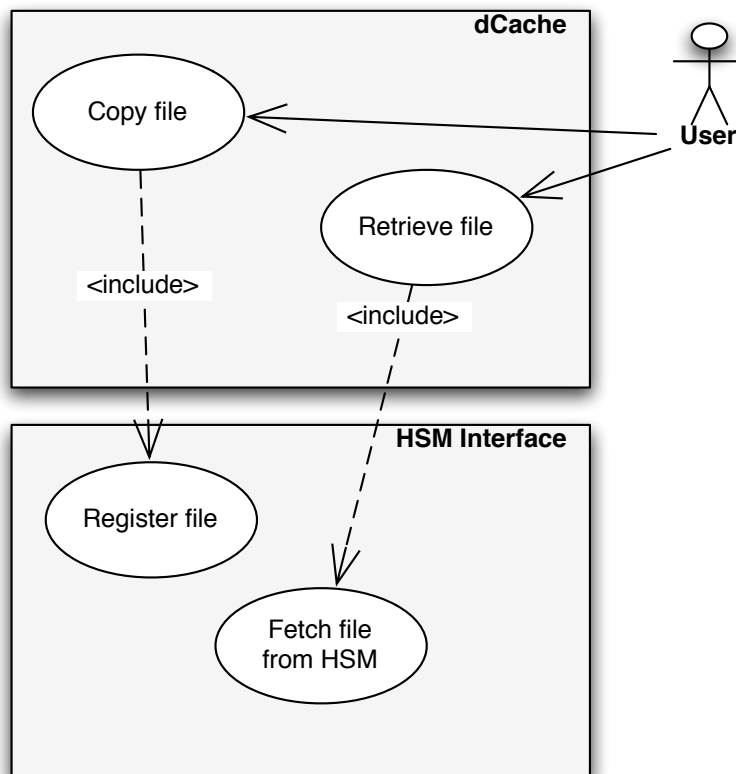 dCache
Copy file
User
Retrieve file
<include>
<include>
HSM Interface
Register file
Fetch file
from HSM